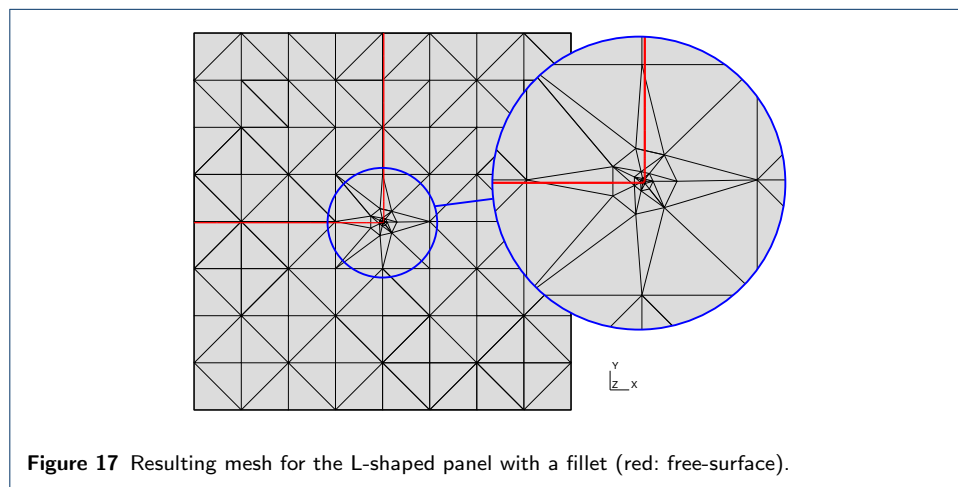 Y
Z X
Figure 17 Resulting mesh for the L-shaped panel with a fillet (red: free-surface).